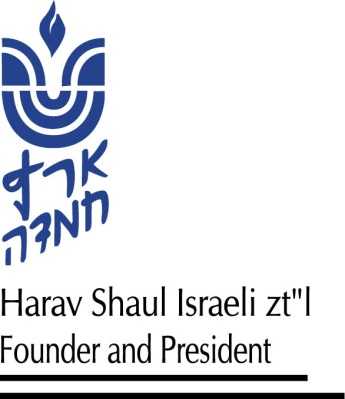 ארץ
חמדה
Harav Shaul Israeli zt"l
Founder and President